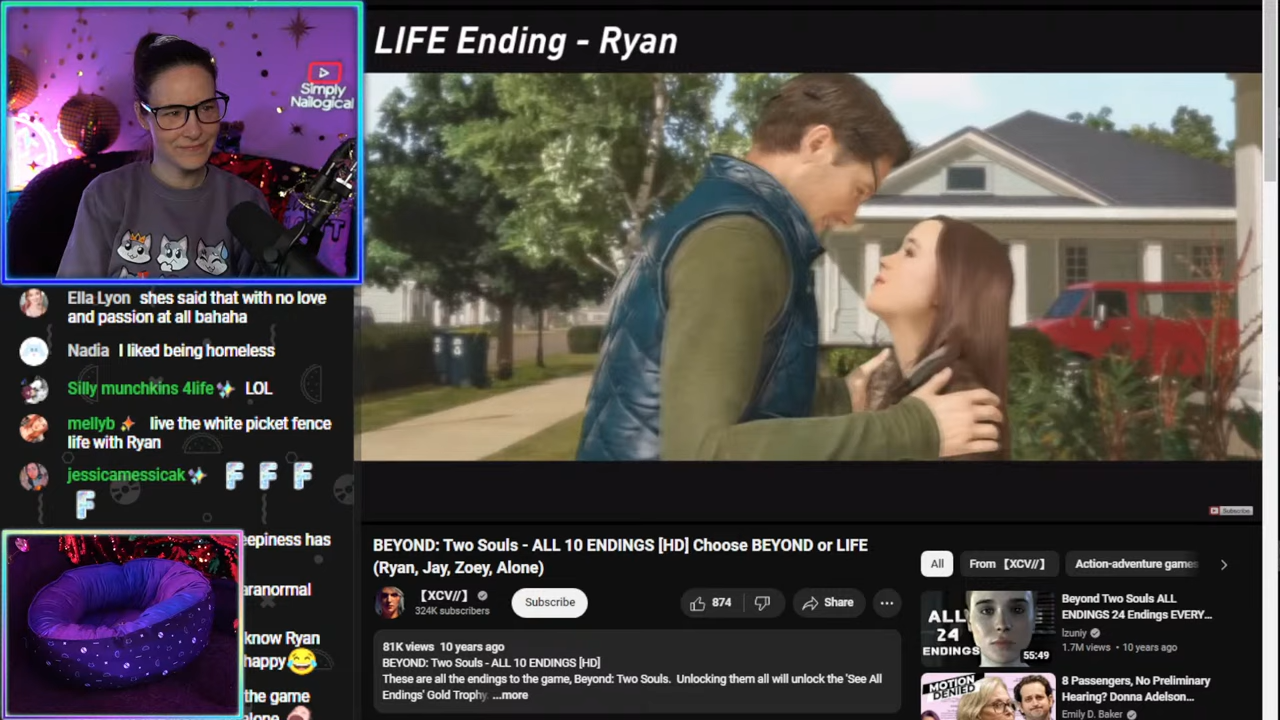 LIFE Ending - Ryan
Simply
Nailogical
Ella Lyon shes said that with no love
and passion at all bahaha
Nadia I liked being homeless
Silly munchkins 4life LOL
mellyb live the white picket fence
life with Ryan
jessicamessicak F F F
F
eepiness has
aranormal
know Ryan
happy
the game
alone
Subscribe
BEYOND: Two Souls - ALL 10 ENDINGS [HD] Choose BEYOND or LIFE
(Ryan, Jay, Zoey, Alone)
【XCV//】
324K subscribers
Subscribe
874
Share
81K views 10 years ago
BEYOND: Two Souls - ALL 10 ENDINGS [HD]
These are all the endings to the game, Beyond: Two Souls. Unlocking them all will unlock the 'See All
Endings' Gold Trophy. ...more
All
From 【XCV//】
Action-adventure games
ALL
24
ENDINGS
55:49
Beyond Two Souls ALL
ENDINGS 24 Endings EVERY...
Izuniy
1.7M views · 10 years ago
MOTION
DENIED
8 Passengers, No Preliminary
Hearing? Donna Adelson...
Emily D. Baker